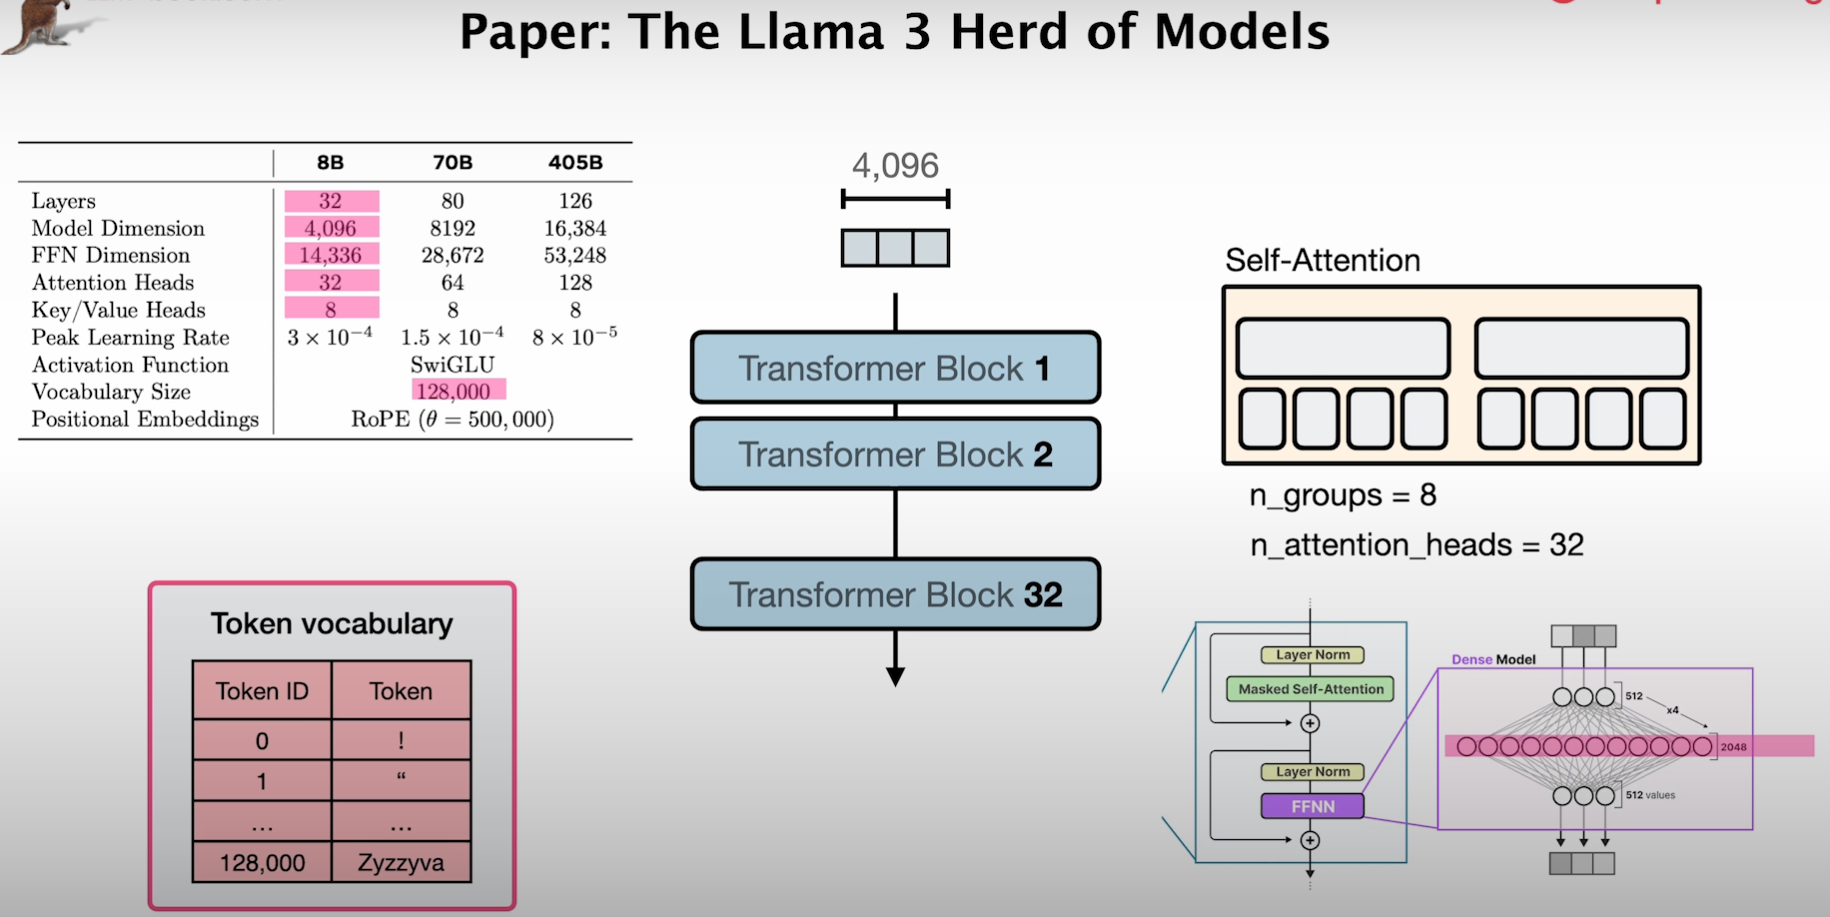 Paper: The Llama 3 Herd of Models
8B 70B 405B
Layers 32 80 126
Model Dimension 4,096 8192 16,384
FFN Dimension 14,336 28,672 53,248
Attention Heads 32 64 128
Key/Value Heads 8 8 8
Peak Learning Rate 3 × 10⁻⁴ 1.5 × 10⁻⁴ 8 × 10⁻⁵
Activation Function SwiGLU
Vocabulary Size 128,000
Positional Embeddings RoPE (θ = 500,000)
Token vocabulary
Token ID Token
0 !
1 “
... ...
128,000 Zyzzyva
4,096
Transformer Block 1
Transformer Block 2
Transformer Block 32
Self-Attention
n_groups = 8
n_attention_heads = 32
Layer Norm
Masked Self-Attention
+
Layer Norm
FFNN
+
Dense Model
512
x4
2048
512 values